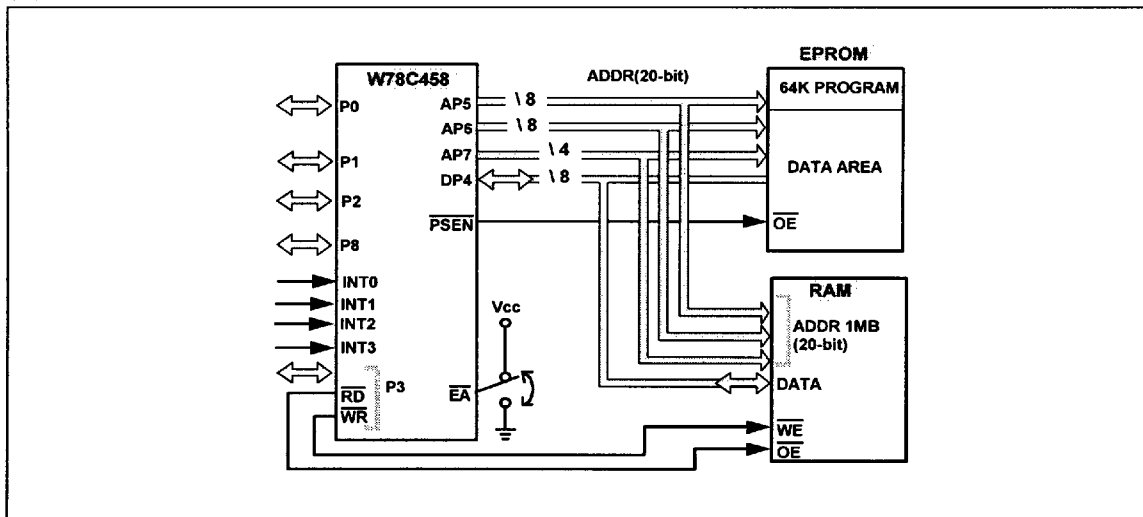 EPROM
W78C458
ADDR(20-bit)
64K PROGRAM
P0
AP5
\ 8
AP6
\ 8
P1
AP7
\ 4
DATA AREA
DP4
\ 8
P2
PSEN
OE
P8
INT0
RAM
INT1
Vcc
INT2
ADDR 1MB
(20-bit)
INT3
P3
EA
DATA
RD
WR
WE
OE